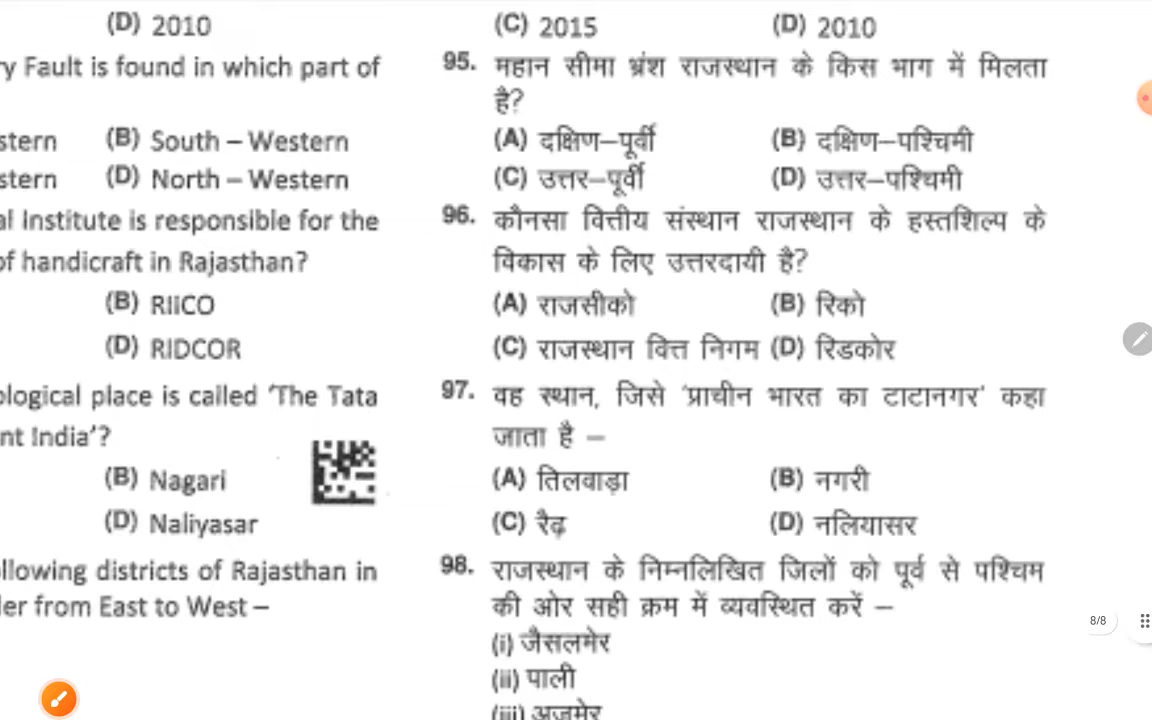 (D) 2010
y Fault is found in which part of
stern (B) South – Western
stern (D) North – Western
al Institute is responsible for the
of handicraft in Rajasthan?
(B) RIICO
(D) RIDCOR
ological place is called 'The Tata
nt India'?
(B) Nagari
(D) Naliyasar
llowing districts of Rajasthan in
er from East to West –
(C) 2015 (D) 2010
95. महान सीमा भ्रंश राजस्थान के किस भाग में मिलता
है?
(A) दक्षिण–पूर्वी (B) दक्षिण–पश्चिमी
(C) उत्तर–पूर्वी (D) उत्तर–पश्चिमी
96. कौनसा वित्तीय संस्थान राजस्थान के हस्तशिल्प के
विकास के लिए उत्तरदायी है?
(A) राजसीको (B) रिको
(C) राजस्थान वित्त निगम (D) रिडकोर
97. वह स्थान, जिसे 'प्राचीन भारत का टाटानगर' कहा
जाता है –
(A) तिलवाड़ा (B) नगरी
(C) रैढ़ (D) नलियासर
98. राजस्थान के निम्नलिखित जिलों को पूर्व से पश्चिम
की ओर सही क्रम में व्यवस्थित करें –
(i) जैसलमेर
(ii) पाली
(iii) अजमेर
8/8